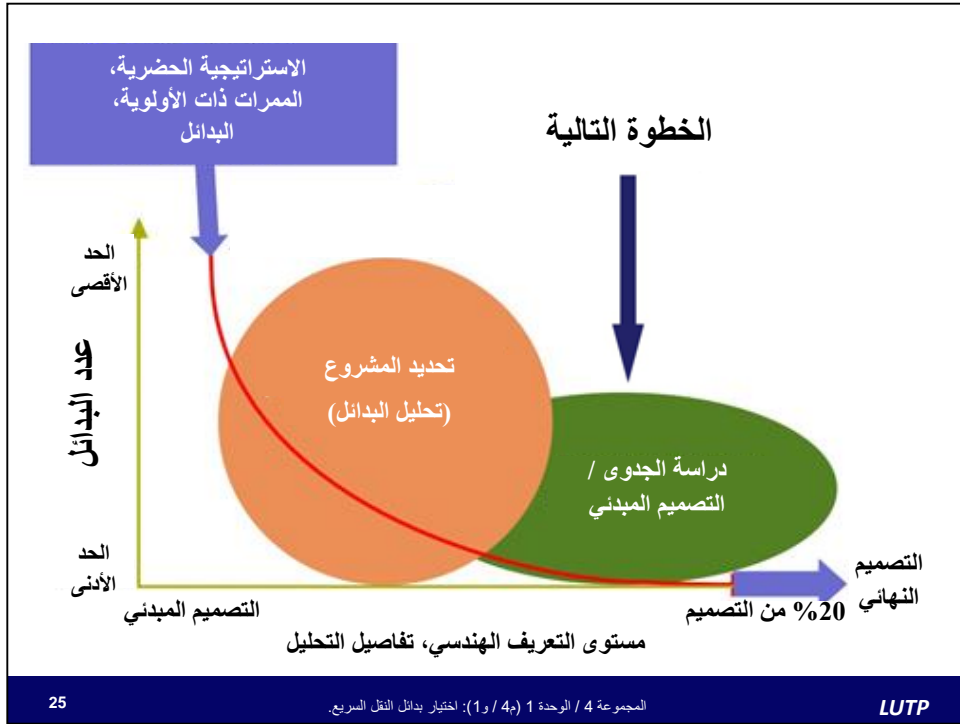 الاستراتيجية الحضرية،
الممرات ذات الأولوية،
البدائل
الخطوة التالية
الحد
الأقصى
عدد البدائل
تحديد المشروع
(تحليل البدائل)
دراسة الجدوى /
التصميم المبدئي
الحد
الأدنى
التصميم
النهائي
التصميم المبدئي
20% من التصميم
مستوى التعريف الهندسي، تفاصيل التحليل
25
المجموعة 4 / الوحدة 1 (م4 / و1): اختيار بدائل النقل السريع.
LUTP